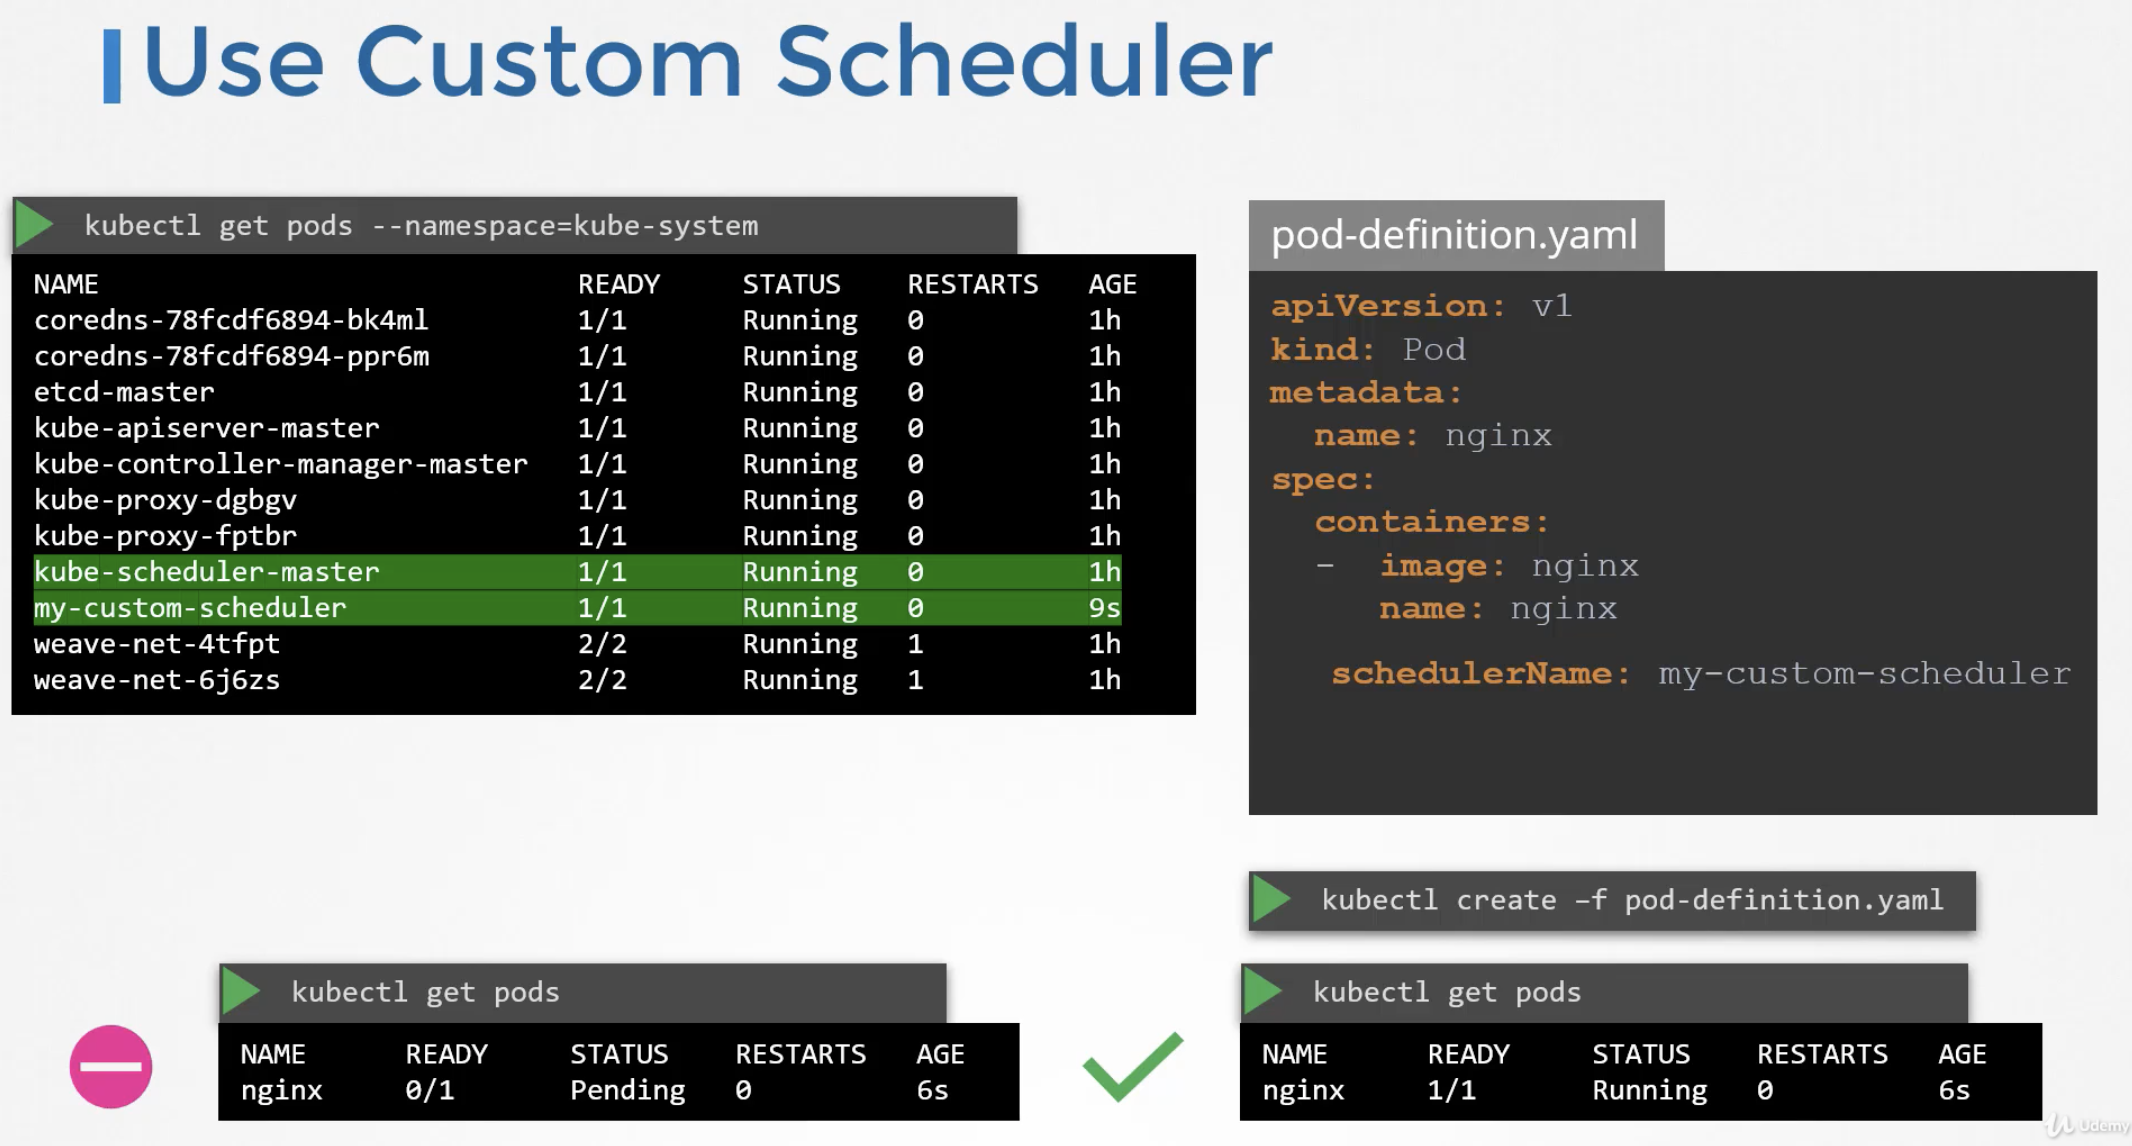 Use Custom Scheduler
kubectl get pods --namespace=kube-system
NAME READY STATUS RESTARTS AGE
coredns-78fcdf6894-bk4ml 1/1 Running 0 1h
coredns-78fcdf6894-ppr6m 1/1 Running 0 1h
etcd-master 1/1 Running 0 1h
kube-apiserver-master 1/1 Running 0 1h
kube-controller-manager-master 1/1 Running 0 1h
kube-proxy-dgbgv 1/1 Running 0 1h
kube-proxy-fptbr 1/1 Running 0 1h
kube-scheduler-master 1/1 Running 0 1h
my-custom-scheduler 1/1 Running 0 9s
weave-net-4tfpt 2/2 Running 1 1h
weave-net-6j6zs 2/2 Running 1 1h
pod-definition.yaml
apiVersion: v1
kind: Pod
metadata:
  name: nginx
spec:
  containers:
  -  image: nginx
     name: nginx
   schedulerName: my-custom-scheduler
kubectl create –f pod-definition.yaml
kubectl get pods
NAME READY STATUS RESTARTS AGE
nginx 0/1 Pending 0 6s
kubectl get pods
NAME READY STATUS RESTARTS AGE
nginx 1/1 Running 0 6s
Udemy